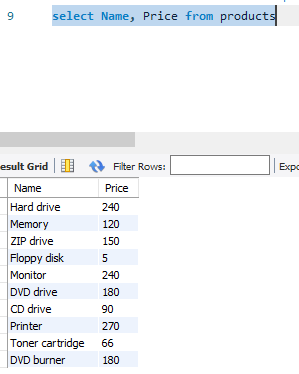 9 select Name, Price from products
esult Grid Filter Rows: Expo
Name Price
Hard drive 240
Memory 120
ZIP drive 150
Floppy disk 5
Monitor 240
DVD drive 180
CD drive 90
Printer 270
Toner cartridge 66
DVD burner 180